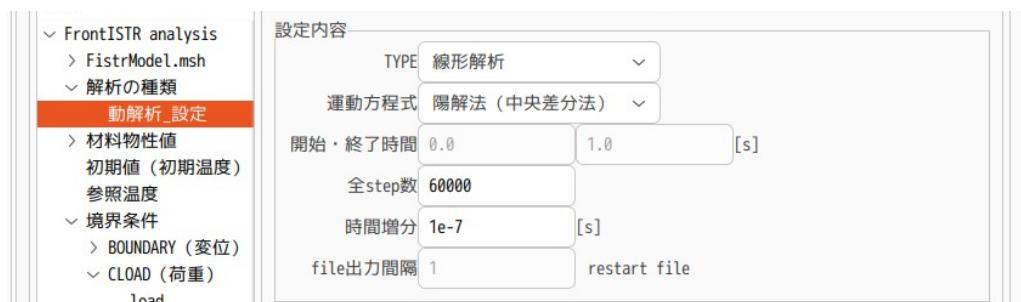 FrontISTR analysis
FistrModel.msh
解析の種類
動解析_設定
材料物性値
初期値（初期温度）
参照温度
境界条件
BOUNDARY（変位）
CLOAD（荷重）
load
設定内容
TYPE 線形解析
運動方程式 陽解法（中央差分法）
開始・終了時間 0.0 1.0 [s]
全step数 60000
時間増分 1e-7 [s]
file出力間隔 1 restart file